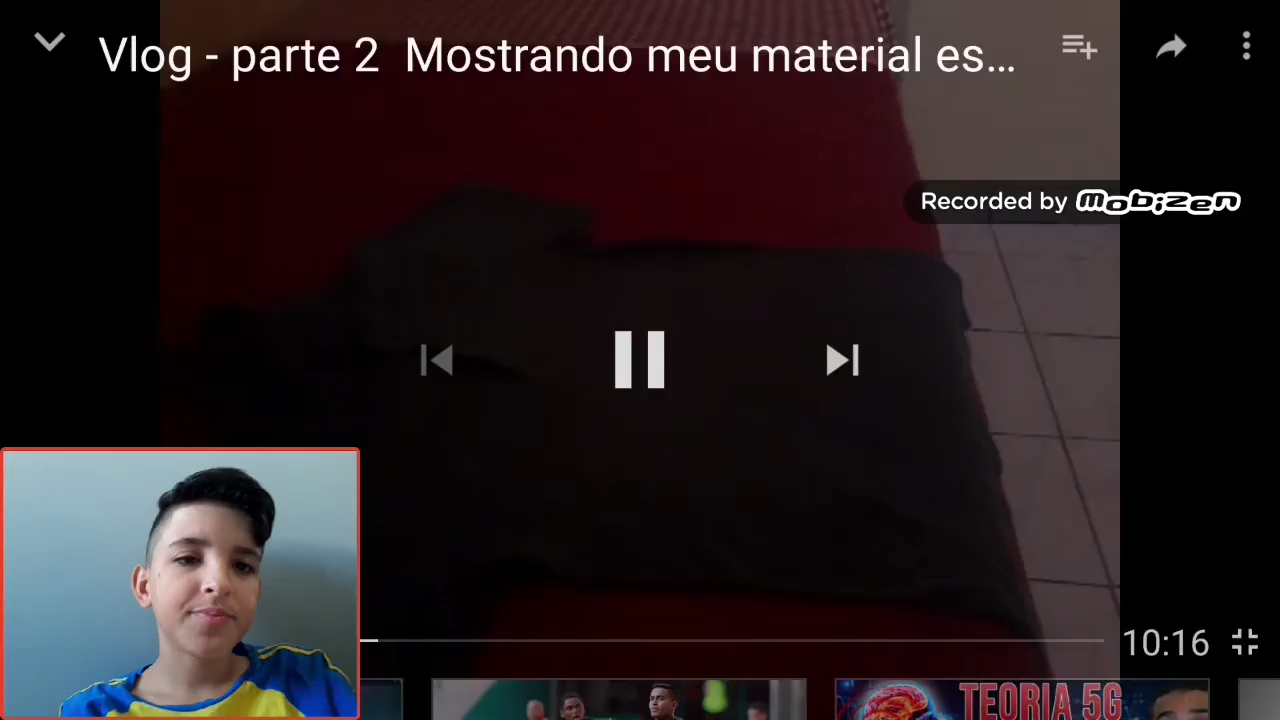 Vlog - parte 2  Mostrando meu material es...
Recorded by mobizen
10:16
TEORIA 5G